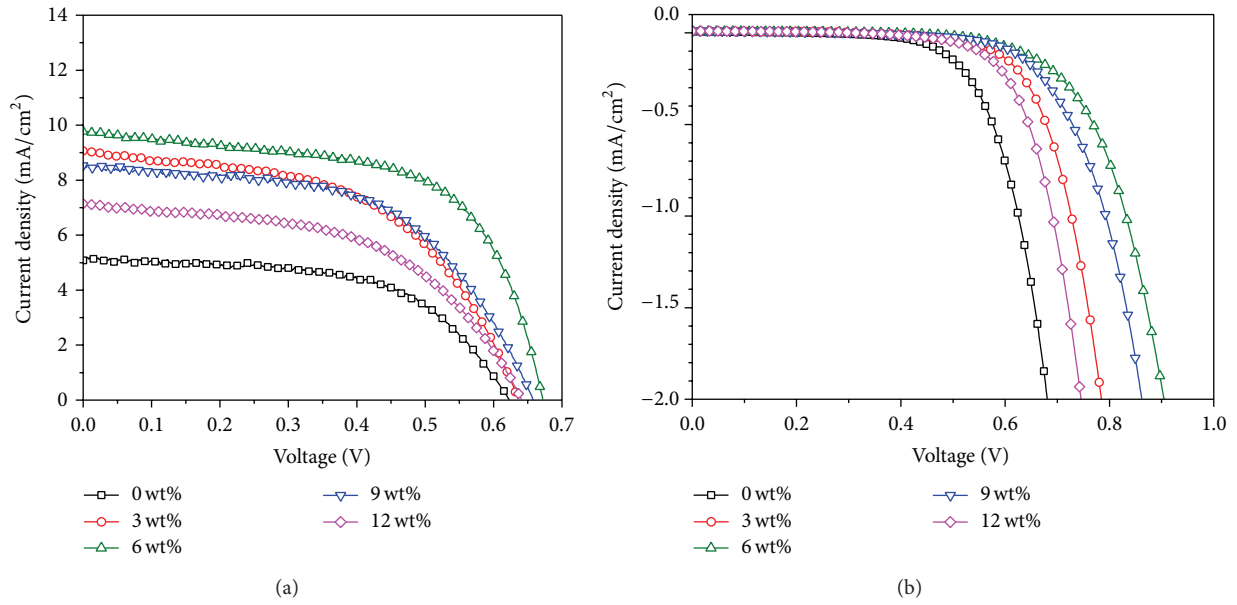 14
12
10
8
6
4
2
0
Current density (mA/cm²)
0.0 0.1 0.2 0.3 0.4 0.5 0.6 0.7
Voltage (V)
0 wt%
3 wt%
6 wt%
9 wt%
12 wt%
(a)
0.0
−0.5
−1.0
−1.5
−2.0
Current density (mA/cm²)
0.0 0.2 0.4 0.6 0.8 1.0
Voltage (V)
0 wt%
3 wt%
6 wt%
9 wt%
12 wt%
(b)